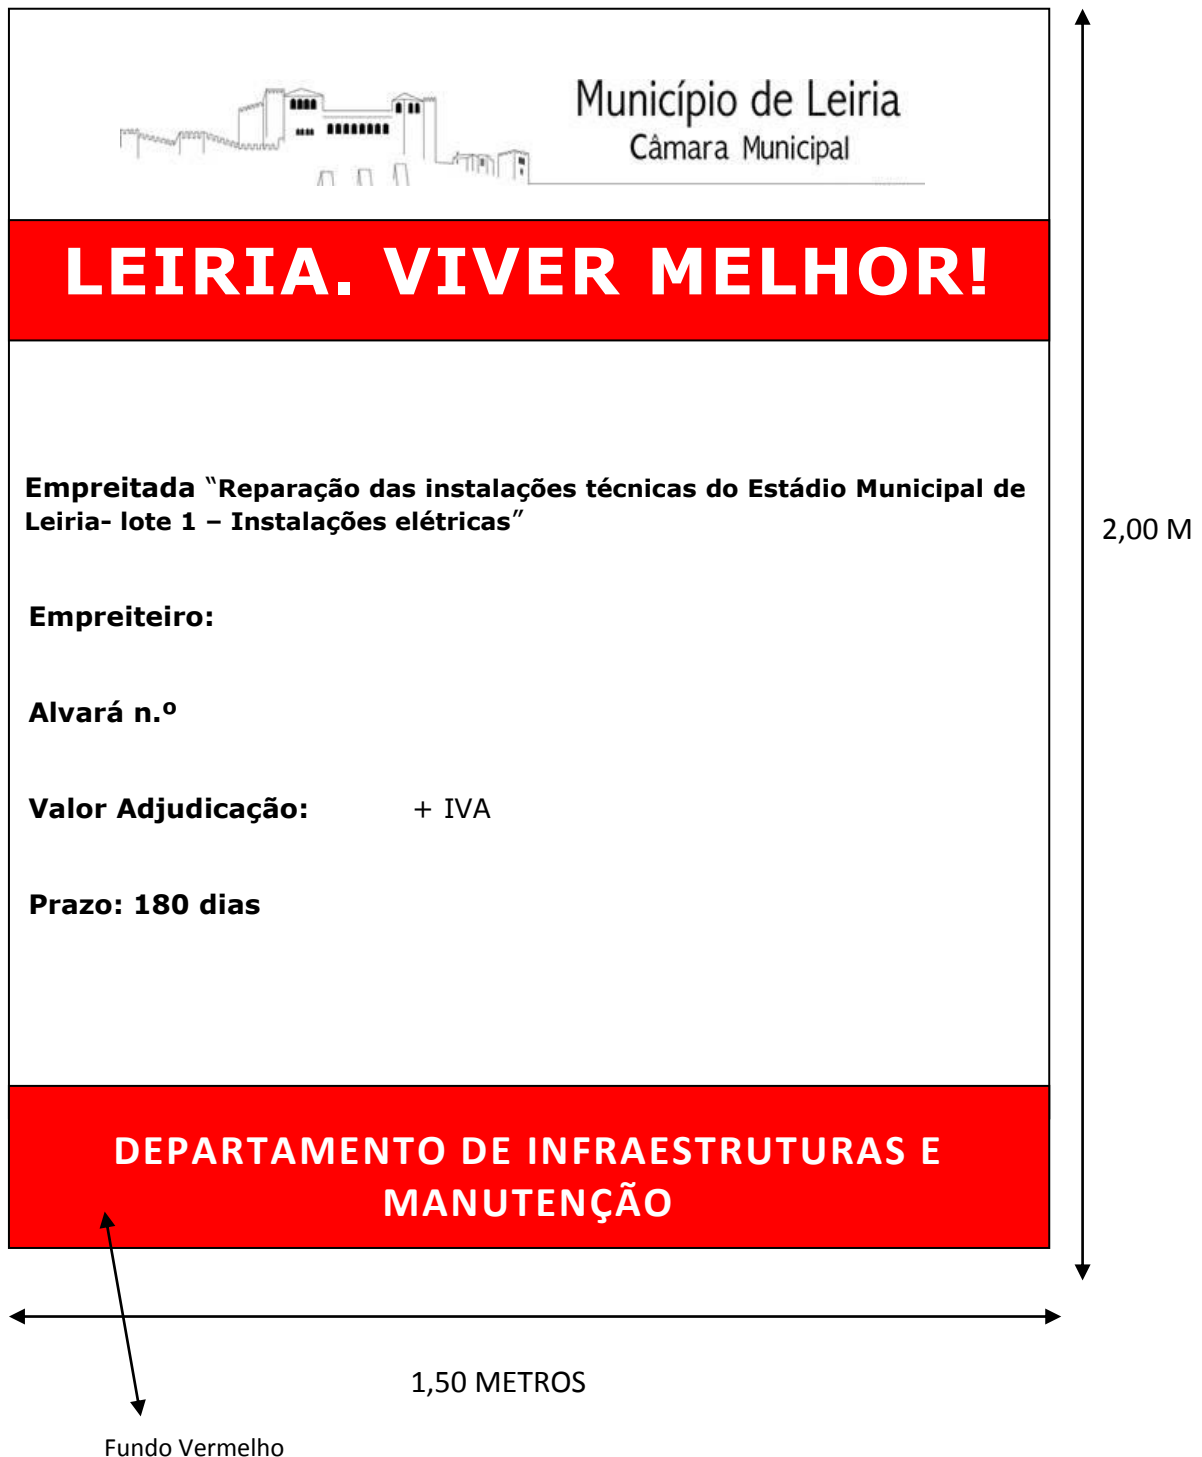 Município de Leiria
Câmara Municipal
LEIRIA. VIVER MELHOR!
Empreitada “Reparação das instalações técnicas do Estádio Municipal de
Leiria- lote 1 – Instalações elétricas”
2,00 M
Empreiteiro:
Alvará n.º
Valor Adjudicação: + IVA
Prazo: 180 dias
DEPARTAMENTO DE INFRAESTRUTURAS E
MANUTENÇÃO
1,50 METROS
Fundo Vermelho